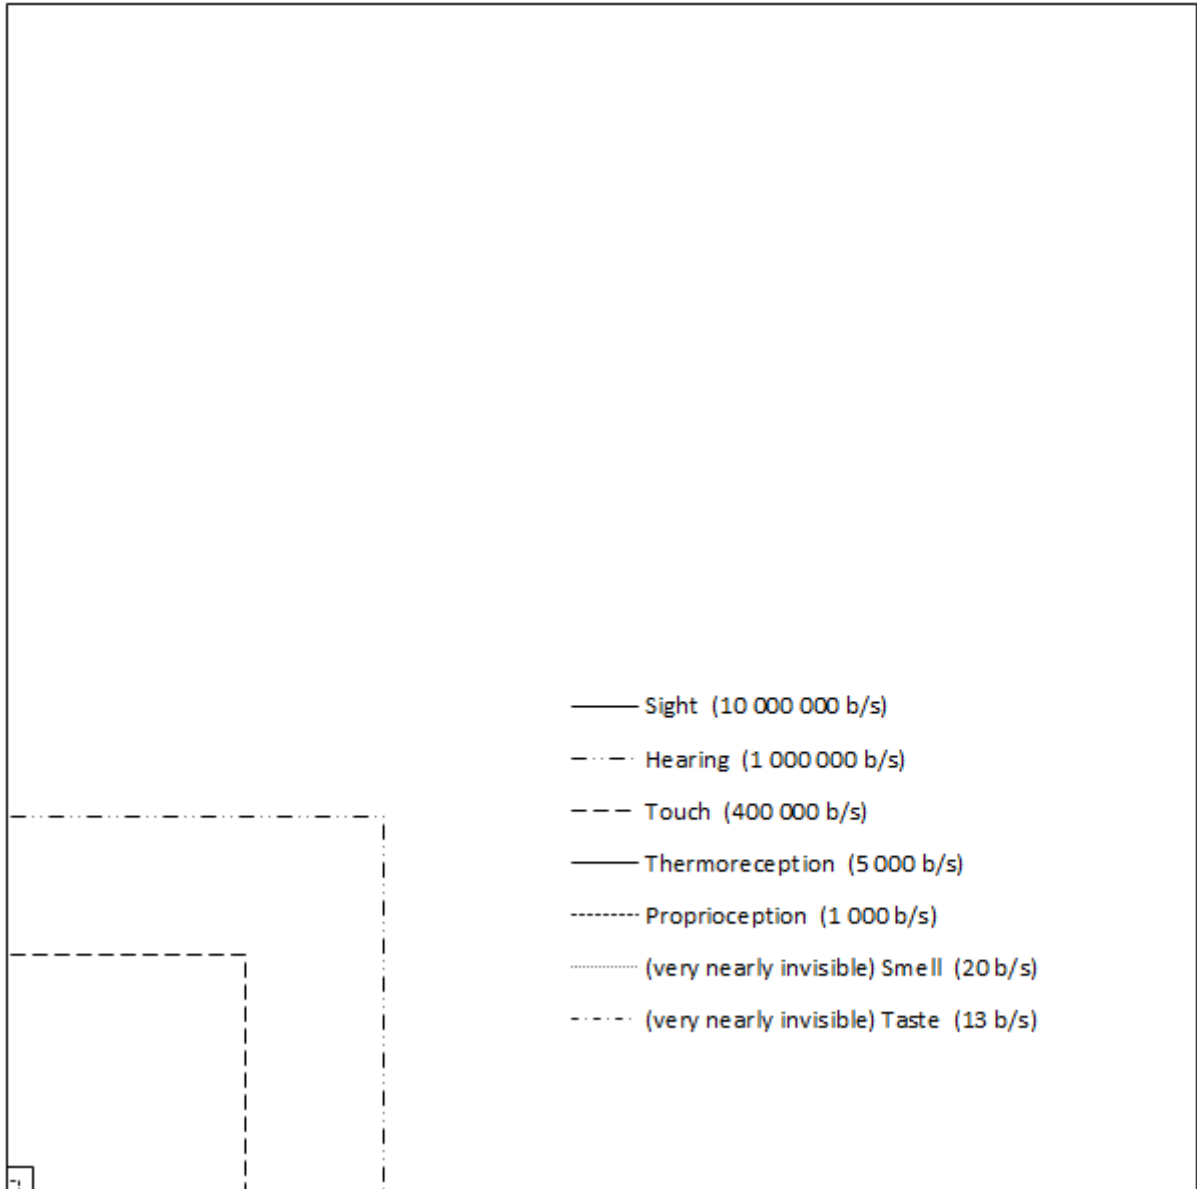 Sight (10 000 000 b/s)
Hearing (1 000 000 b/s)
Touch (400 000 b/s)
Thermoreception (5 000 b/s)
Proprioception (1 000 b/s)
(very nearly invisible) Smell (20 b/s)
(very nearly invisible) Taste (13 b/s)